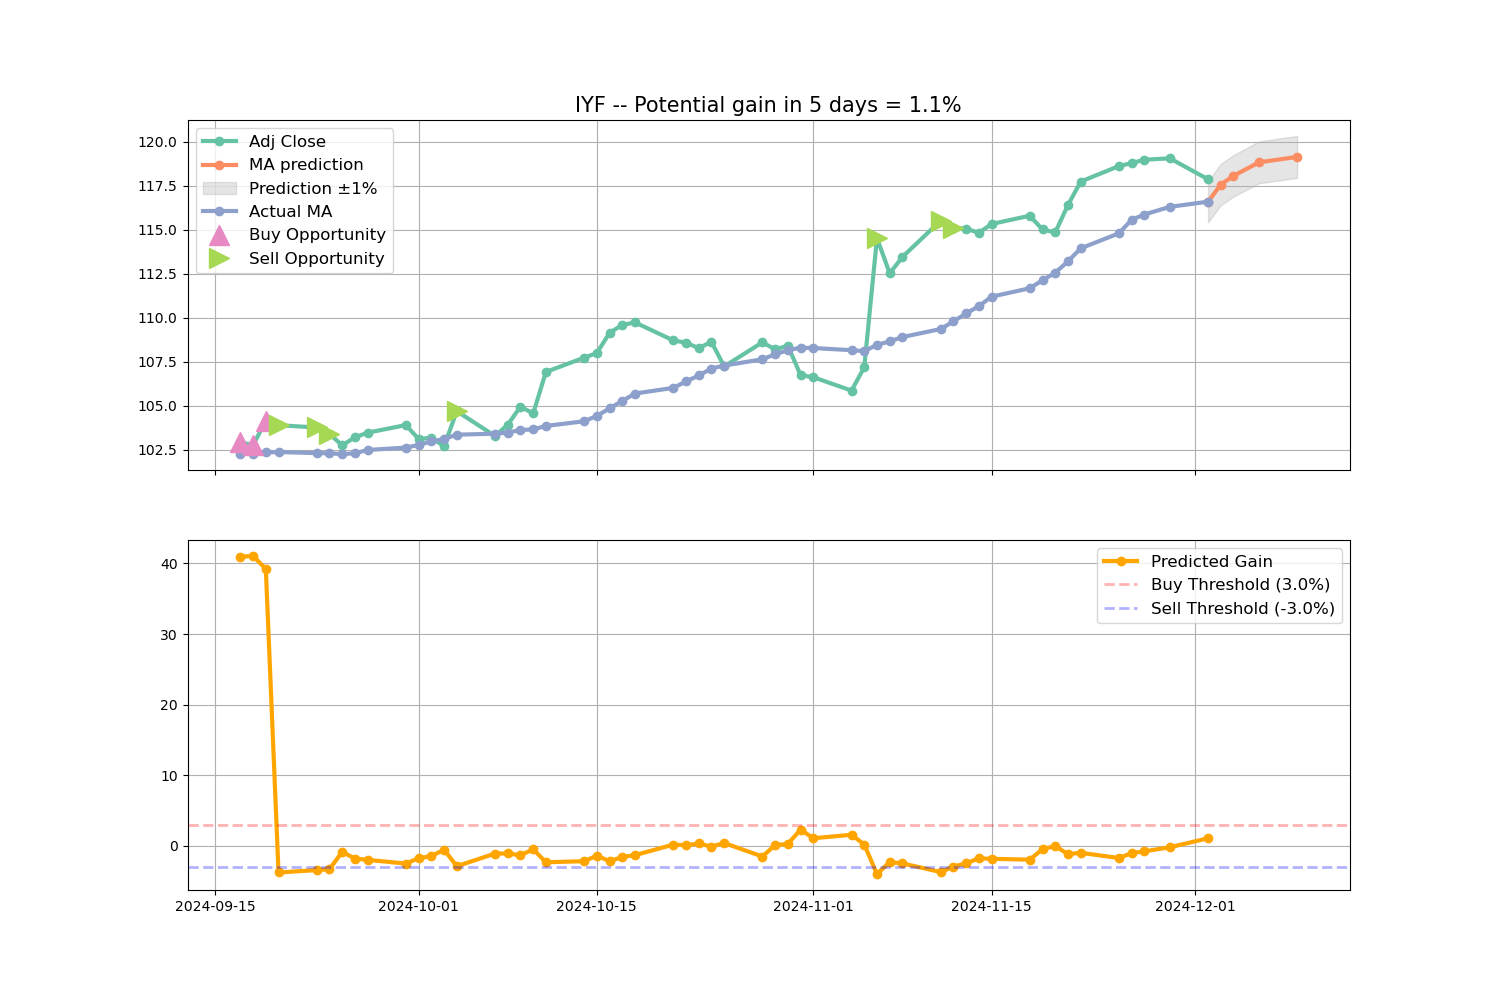 IYF -- Potential gain in 5 days = 1.1%
120.0
117.5
115.0
112.5
110.0
107.5
105.0
102.5
Adj Close
MA prediction
Prediction ±1%
Actual MA
Buy Opportunity
Sell Opportunity
40
30
20
10
0
Predicted Gain
Buy Threshold (3.0%)
Sell Threshold (-3.0%)
2024-09-15 2024-10-01 2024-10-15 2024-11-01 2024-11-15 2024-12-01